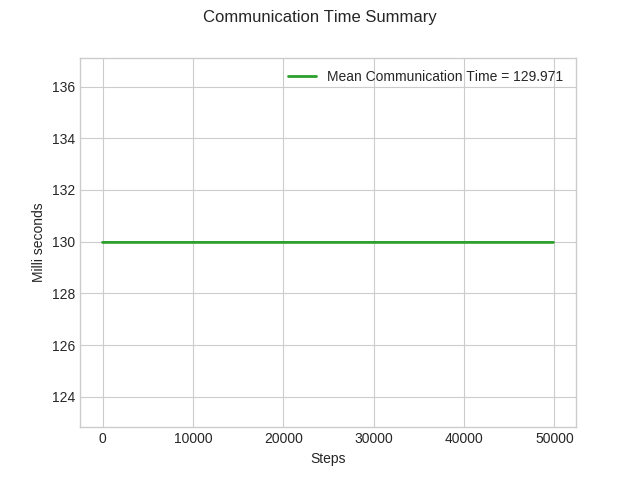 Communication Time Summary
Mean Communication Time = 129.971
136
134
132
130
128
126
124
Milli seconds
0 10000 20000 30000 40000 50000
Steps